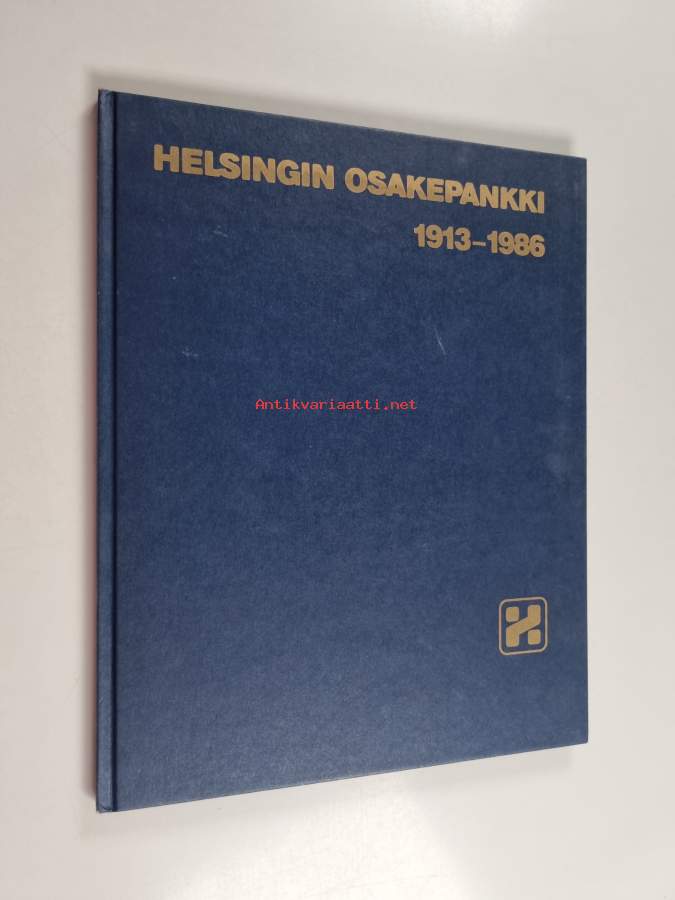 HELSINGIN OSAKEPANKKI
1913–1986
Antikvariaatti.net